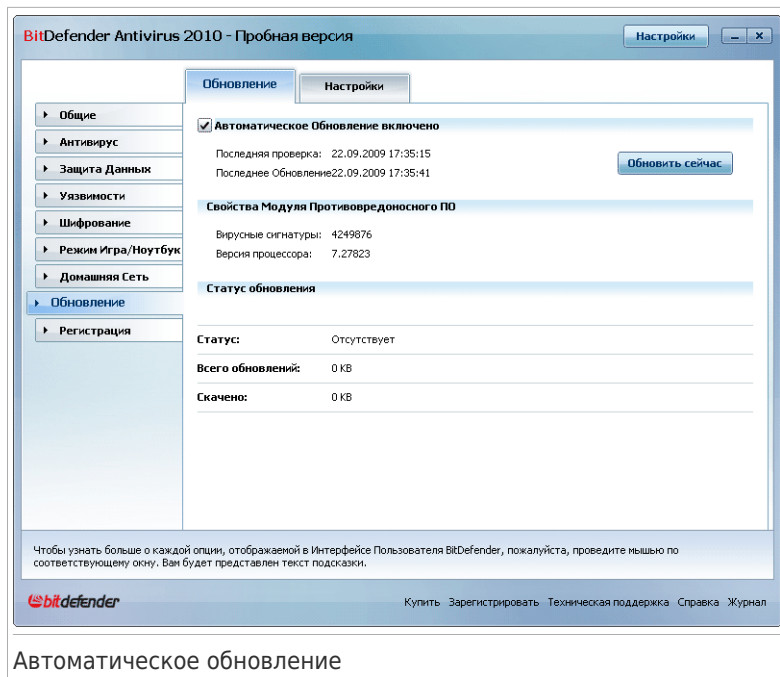 BitDefender Antivirus 2010 - Пробная версия
Настройки
Обновление
Настройки
Общие
Антивирус
Защита Данных
Уязвимости
Шифрование
Режим Игра/Ноутбук
Домашняя Сеть
Обновление
Регистрация
Автоматическое Обновление включено
Последняя проверка: 22.09.2009 17:35:15
Последнее Обновление22.09.2009 17:35:41
Обновить сейчас
Свойства Модуля Противовредоносного ПО
Вирусные сигнатуры: 4249876
Версия процессора: 7.27823
Статус обновления
Статус: Отсутствует
Всего обновлений: 0 KB
Скачено: 0 KB
Чтобы узнать больше о каждой опции, отображаемой в Интерфейсе Пользователя BitDefender, пожалуйста, проведите мышью по
соответствующему окну. Вам будет представлен текст подсказки.
bitdefender
Купить Зарегистрировать Техническая поддержка Справка Журнал
Автоматическое обновление